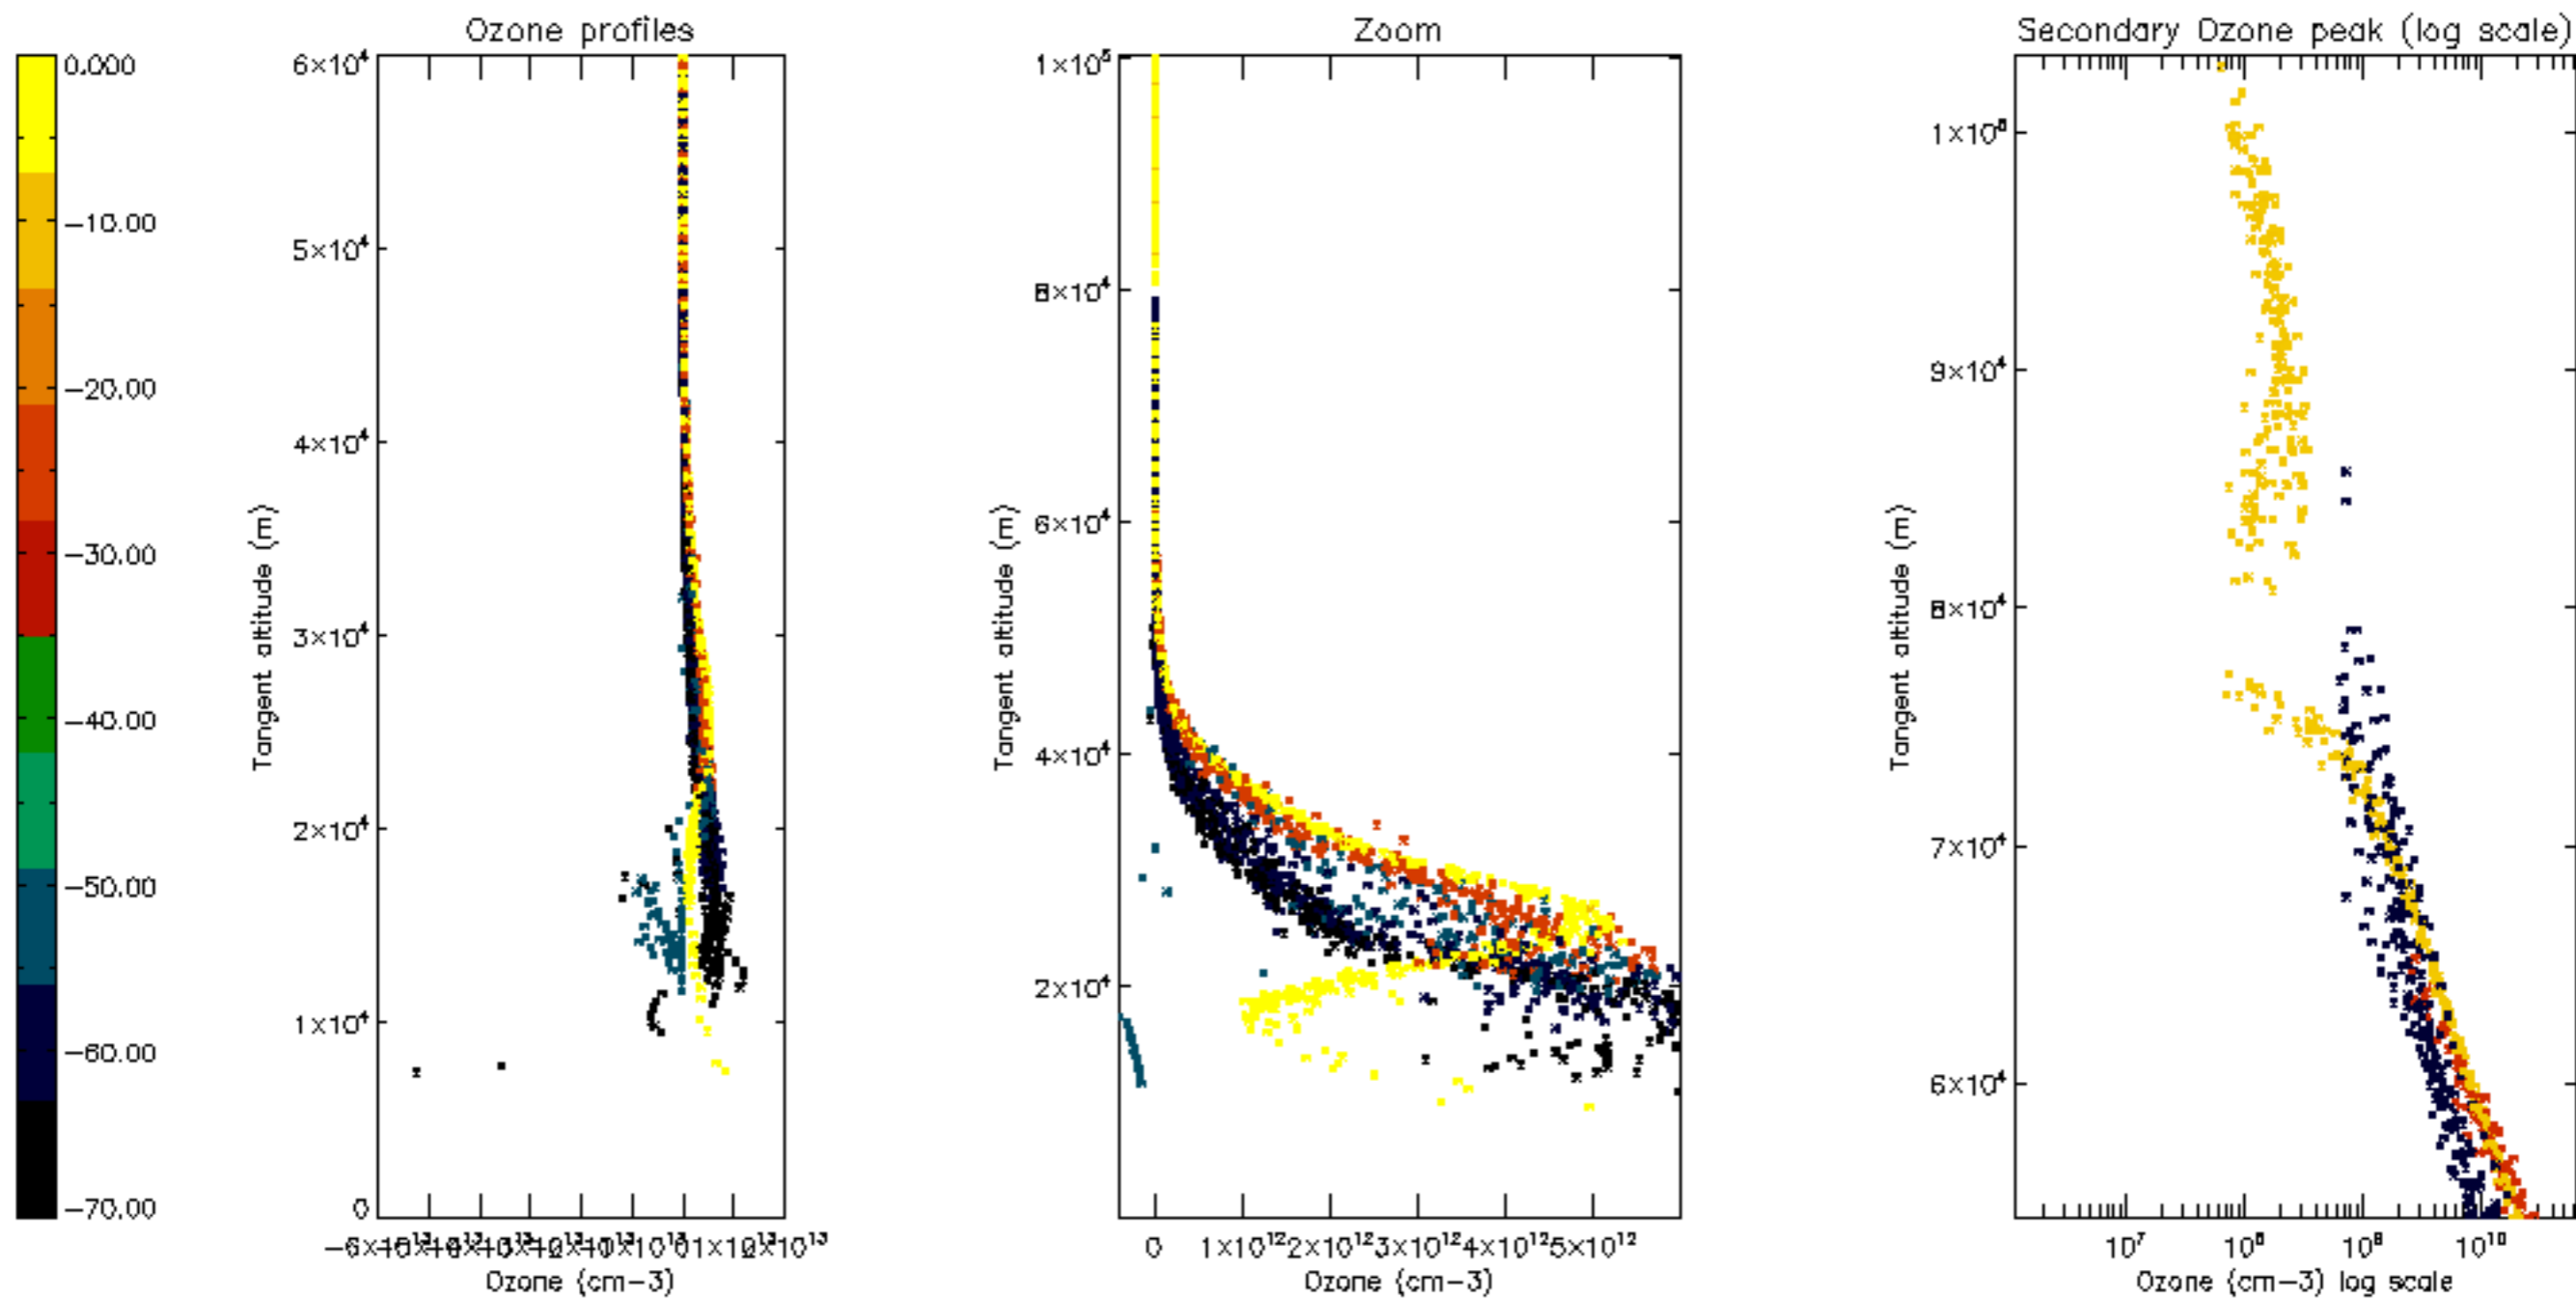 Ozone profiles
Zoom
Secondary Ozone peak (log scale)
0.000
-10.00
-20.00
-30.00
-40.00
-50.00
-60.00
-70.00
6×10⁴
5×10⁴
4×10⁴
3×10⁴
2×10⁴
1×10⁴
0
Tangent altitude (m)
Ozone (cm-3)
1×10⁵
8×10⁴
6×10⁴
4×10⁴
2×10⁴
Tangent altitude (m)
0 1×10¹² 2×10¹² 3×10¹² 4×10¹² 5×10¹²
Ozone (cm-3)
9×10⁴
8×10⁴
7×10⁴
6×10⁴
Tangent altitude (m)
10⁷ 10⁸ 10⁹ 10¹⁰
Ozone (cm-3) log scale